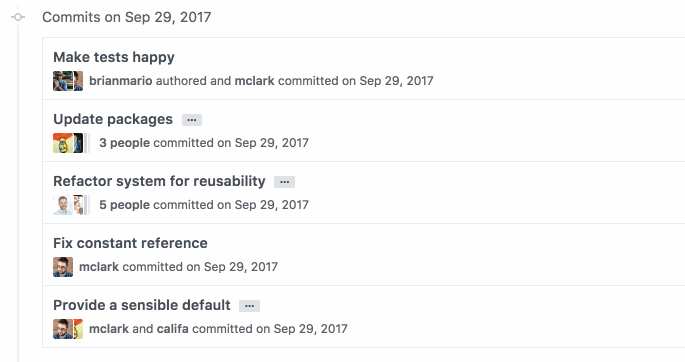 Commits on Sep 29, 2017
Make tests happy
brianmario authored and mclark committed on Sep 29, 2017
Update packages ...
3 people committed on Sep 29, 2017
Refactor system for reusability ...
5 people committed on Sep 29, 2017
Fix constant reference
mclark committed on Sep 29, 2017
Provide a sensible default ...
mclark and califa committed on Sep 29, 2017